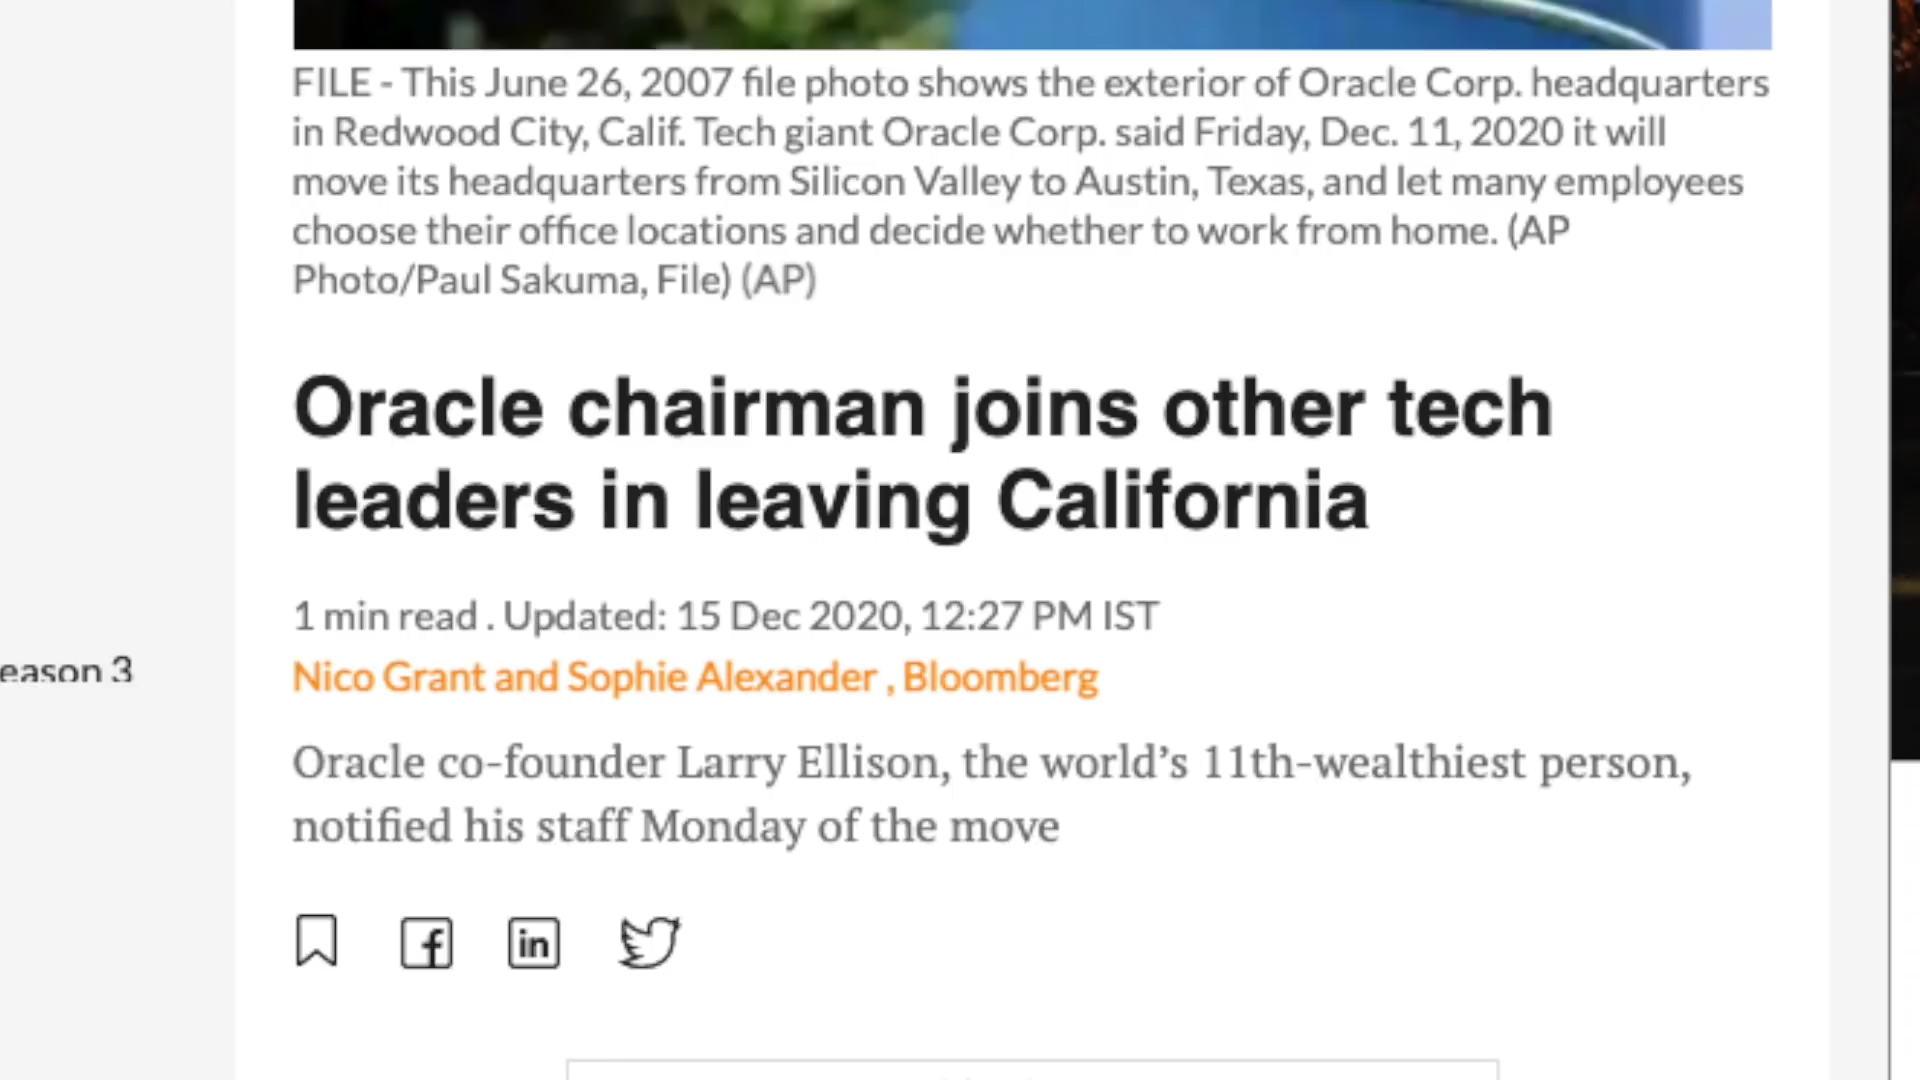 FILE - This June 26, 2007 file photo shows the exterior of Oracle Corp. headquarters
in Redwood City, Calif. Tech giant Oracle Corp. said Friday, Dec. 11, 2020 it will
move its headquarters from Silicon Valley to Austin, Texas, and let many employees
choose their office locations and decide whether to work from home. (AP
Photo/Paul Sakuma, File) (AP)
Oracle chairman joins other tech
leaders in leaving California
1 min read . Updated: 15 Dec 2020, 12:27 PM IST
eason 3
Nico Grant and Sophie Alexander , Bloomberg
Oracle co-founder Larry Ellison, the world’s 11th-wealthiest person,
notified his staff Monday of the move
f in